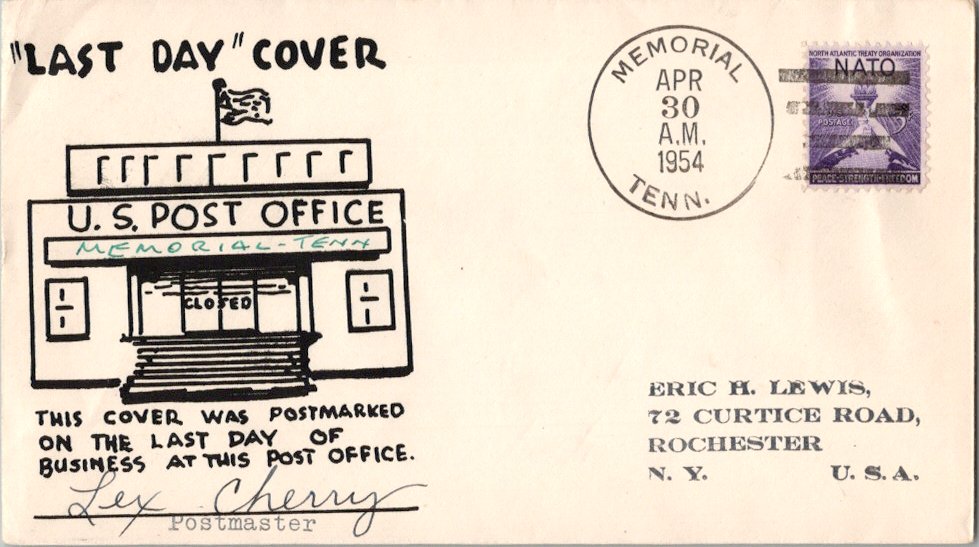 "LAST DAY" COVER
U.S. POST OFFICE
MEMORIAL-TENN
CLOSED
THIS COVER WAS POSTMARKED
ON THE LAST DAY OF
BUSINESS AT THIS POST OFFICE.
Lex Cherry
Postmaster
MEMORIAL
APR
30
A.M.
1954
TENN.
NORTH ATLANTIC TREATY ORGANIZATION
NATO
POSTAGE
PEACE-STRENGTH-FREEDOM
ERIC H. LEWIS,
72 CURTICE ROAD,
ROCHESTER
N. Y. U. S. A.